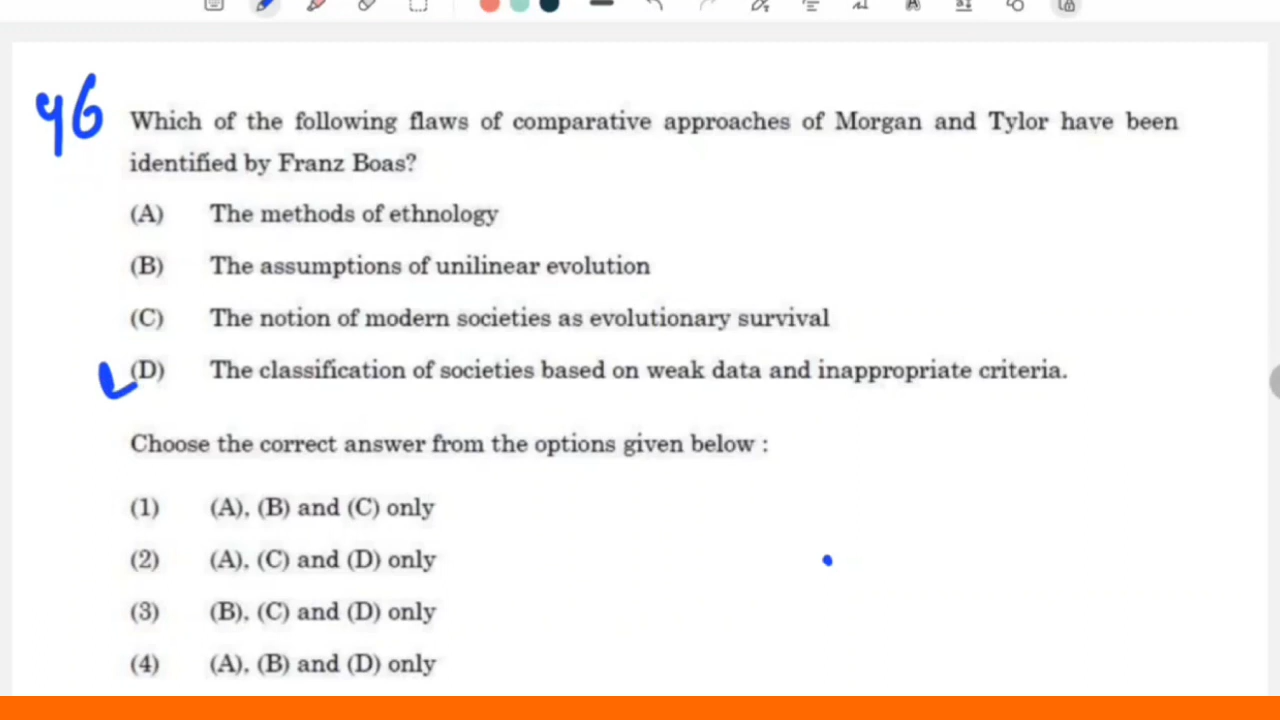 46
Which of the following flaws of comparative approaches of Morgan and Tylor have been
identified by Franz Boas?
(A) The methods of ethnology
(B) The assumptions of unilinear evolution
(C) The notion of modern societies as evolutionary survival
(D) The classification of societies based on weak data and inappropriate criteria.
Choose the correct answer from the options given below :
(1) (A), (B) and (C) only
(2) (A), (C) and (D) only
(3) (B), (C) and (D) only
(4) (A), (B) and (D) only